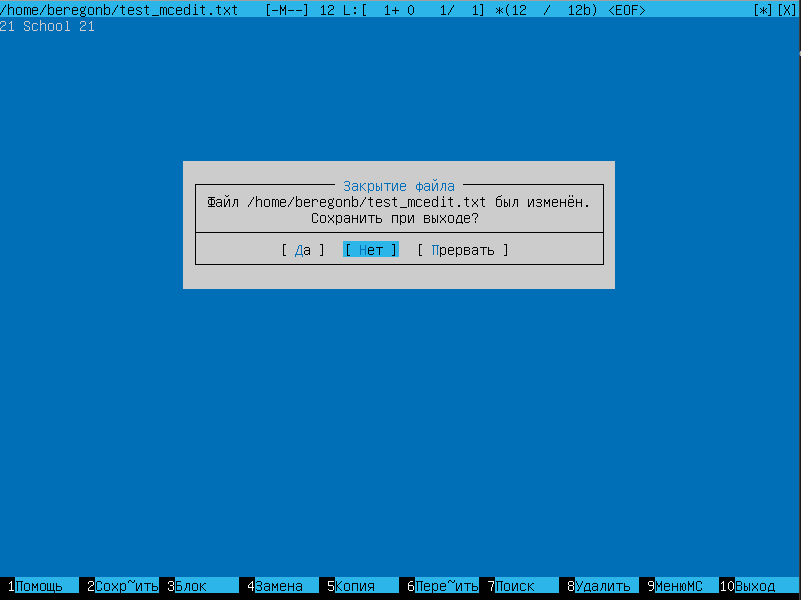 /home/beregonb/test_mcedit.txt [-M--] 12 L:[ 1+ 0 1/ 1] *(12 / 12b) <EOF> [*][X]
21 School 21
Закрытие файла
Файл /home/beregonb/test_mcedit.txt был изменён.
Сохранить при выходе?
[ Да ] [ Нет ] [ Прервать ]
1Помощь 2Сохр~ить 3Блок 4Замена 5Копия 6Пере~ить 7Поиск 8Удалить 9МенюMC 10Выход